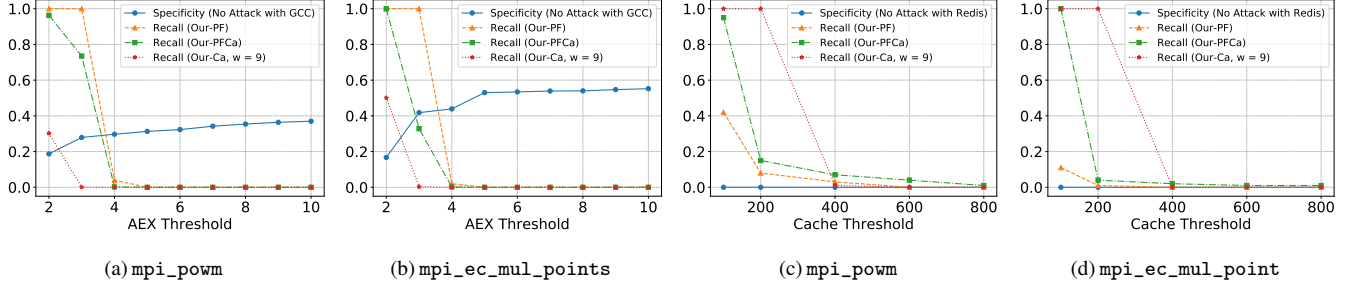 1.0
0.8
0.6
0.4
0.2
0.0
2
4
6
8
10
AEX Threshold
Specificity (No Attack with GCC)
Recall (Our-PF)
Recall (Our-PFCa)
Recall (Our-Ca, w = 9)
(a) mpi_powm
1.0
0.8
0.6
0.4
0.2
0.0
2
4
6
8
10
AEX Threshold
Specificity (No Attack with GCC)
Recall (Our-PF)
Recall (Our-PFCa)
Recall (Our-Ca, w = 9)
(b) mpi_ec_mul_points
1.0
0.8
0.6
0.4
0.2
0.0
200
400
600
800
Cache Threshold
Specificity (No Attack with Redis)
Recall (Our-PF)
Recall (Our-PFCa)
Recall (Our-Ca, w = 9)
(c) mpi_powm
1.0
0.8
0.6
0.4
0.2
0.0
200
400
600
800
Cache Threshold
Specificity (No Attack with Redis)
Recall (Our-PF)
Recall (Our-PFCa)
Recall (Our-Ca, w = 9)
(d) mpi_ec_mul_point